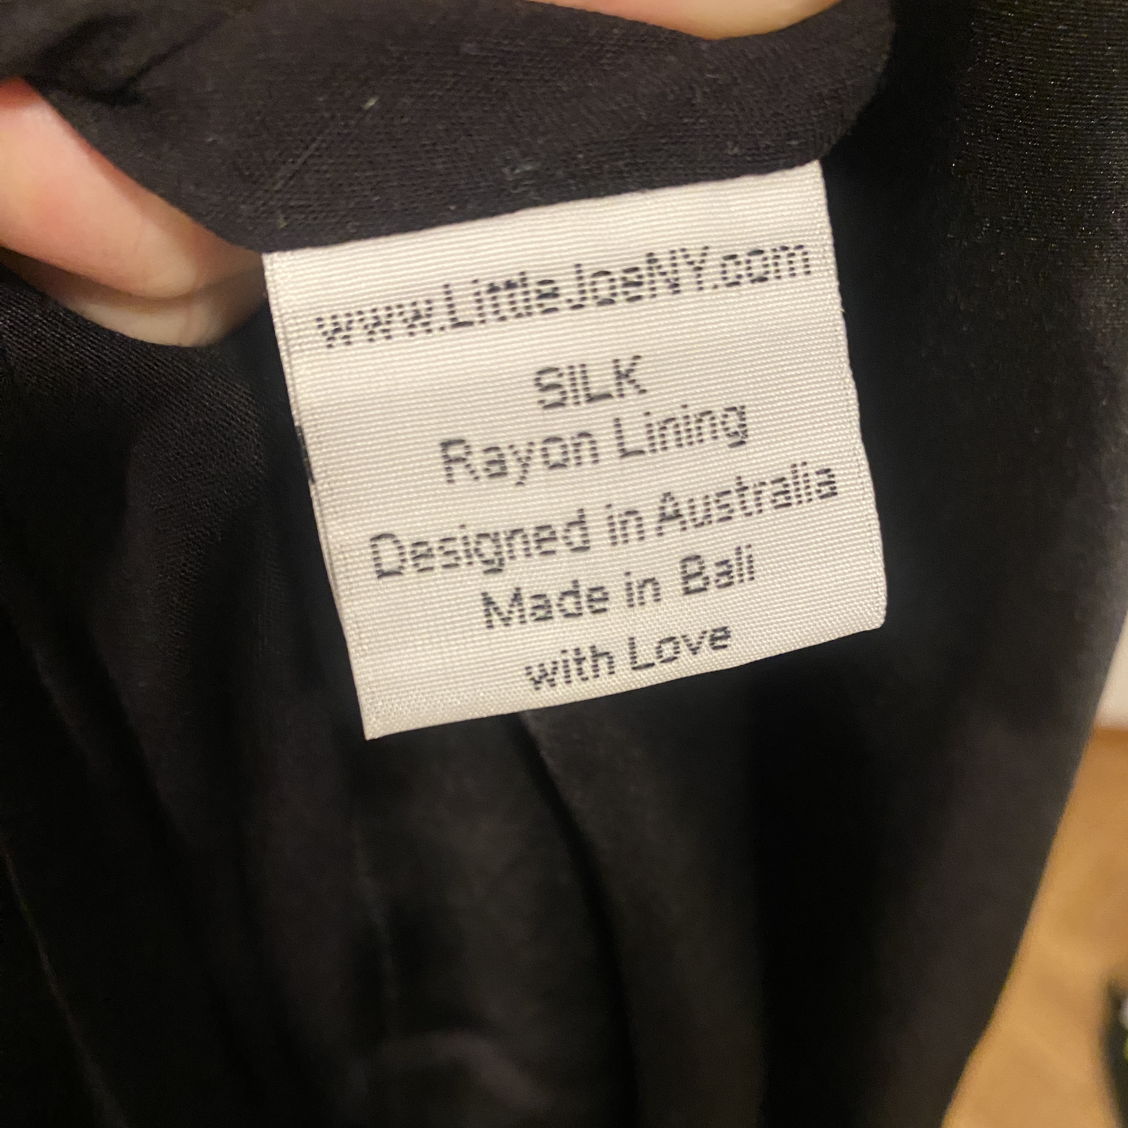 www.LittleJoeNY.com
SILK
Rayon Lining
Designed in Australia
Made in Bali
with Love